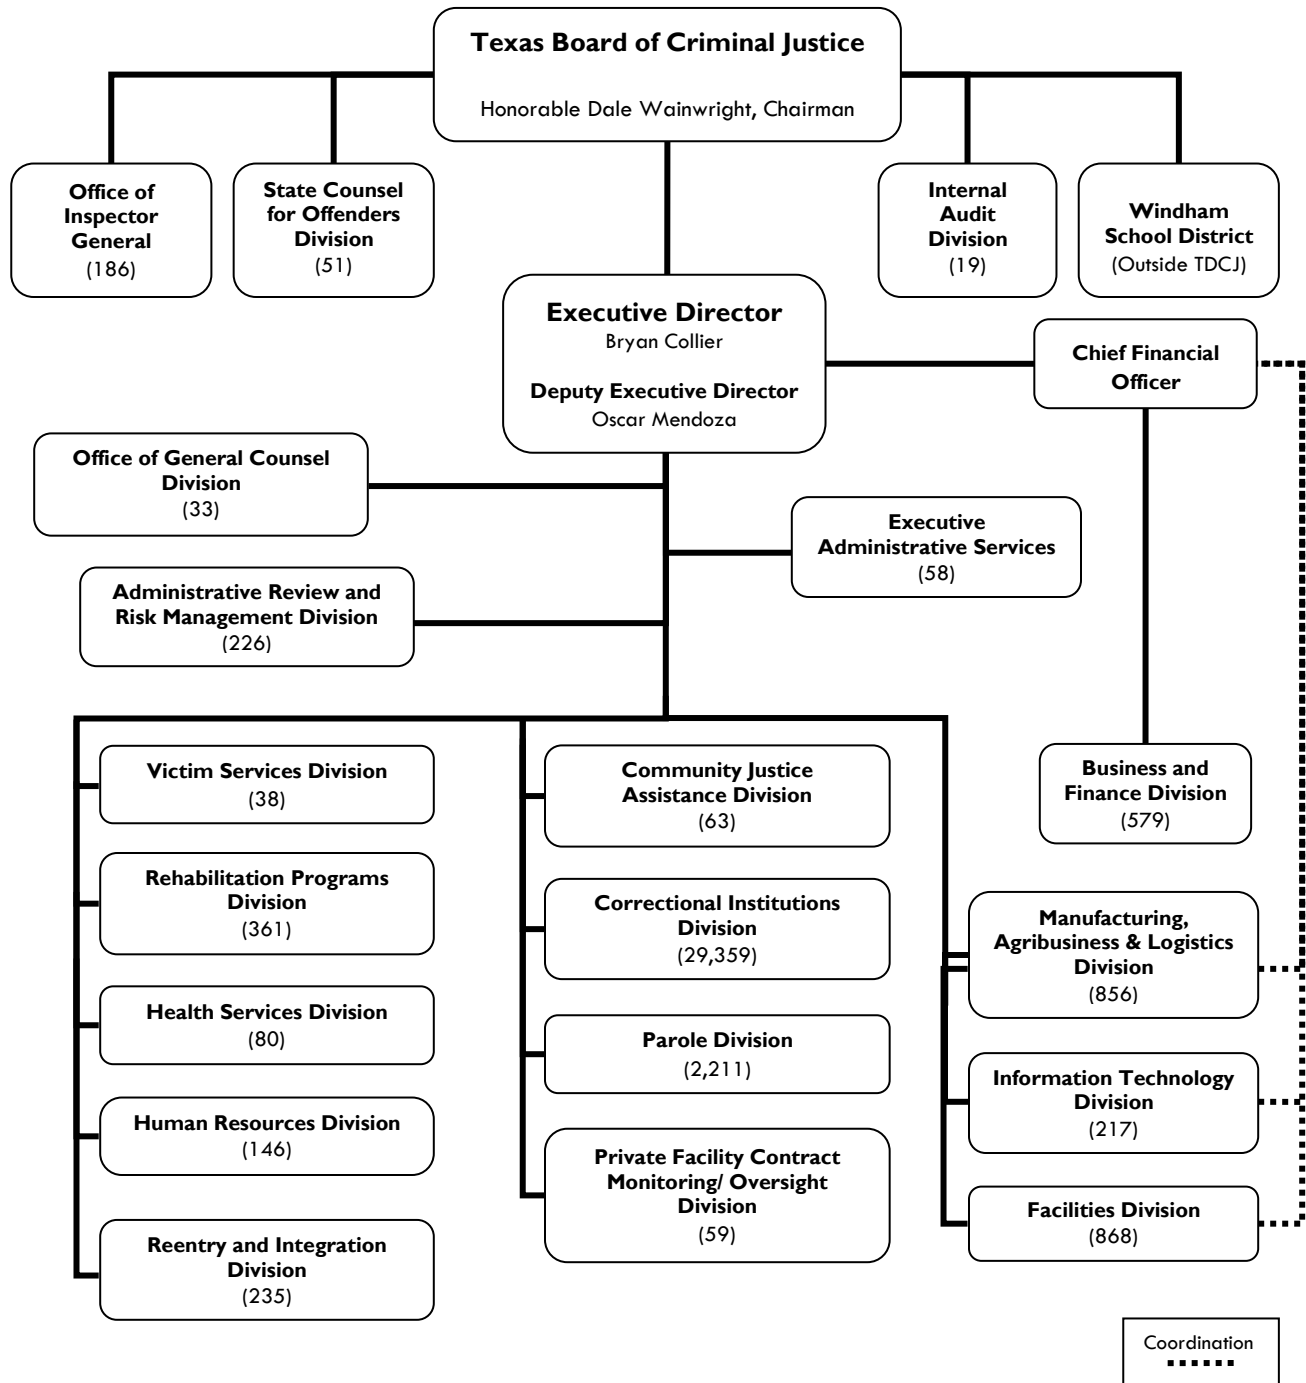 Texas Board of Criminal Justice
Honorable Dale Wainwright, Chairman
Office of
Inspector
General
(186)
State Counsel
for Offenders
Division
(51)
Internal
Audit
Division
(19)
Windham
School District
(Outside TDCJ)
Executive Director
Bryan Collier
Deputy Executive Director
Oscar Mendoza
Chief Financial
Officer
Office of General Counsel
Division
(33)
Executive
Administrative Services
(58)
Administrative Review and
Risk Management Division
(226)
Victim Services Division
(38)
Rehabilitation Programs
Division
(361)
Health Services Division
(80)
Human Resources Division
(146)
Reentry and Integration
Division
(235)
Community Justice
Assistance Division
(63)
Correctional Institutions
Division
(29,359)
Parole Division
(2,211)
Private Facility Contract
Monitoring/ Oversight
Division
(59)
Business and
Finance Division
(579)
Manufacturing,
Agribusiness & Logistics
Division
(856)
Information Technology
Division
(217)
Facilities Division
(868)
Coordination